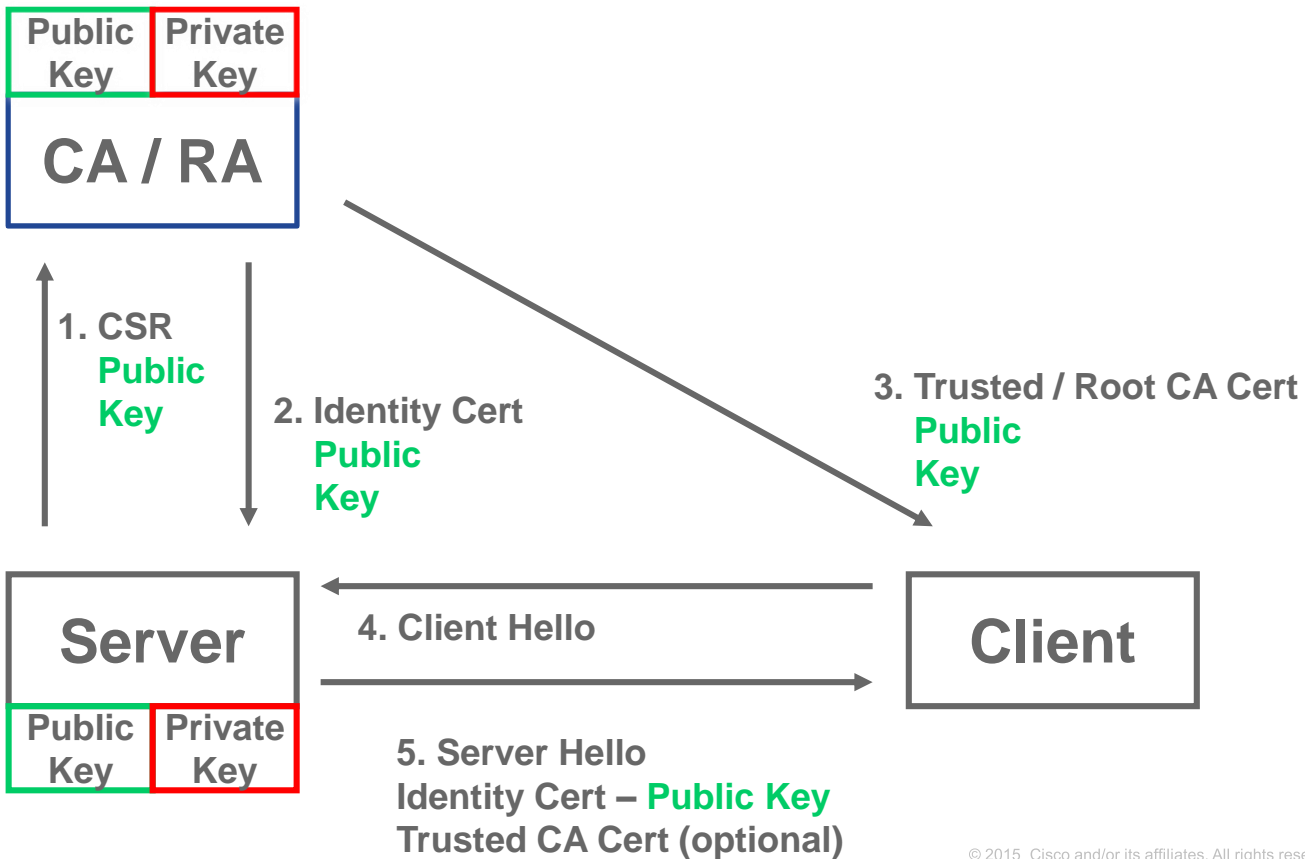 Public Private
Key Key
CA / RA
1. CSR
Public
Key
2. Identity Cert
Public
Key
3. Trusted / Root CA Cert
Public
Key
4. Client Hello
Server
Client
Public Private
Key Key
5. Server Hello
Identity Cert – Public Key
Trusted CA Cert (optional)
© 2015 Cisco and/or its affiliates. All rights